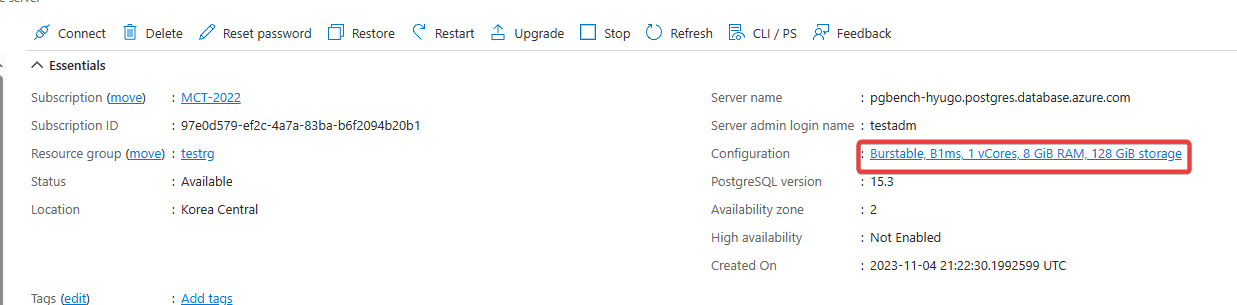 Connect Delete Reset password Restore Restart Upgrade Stop Refresh CLI / PS Feedback
Essentials
Subscription (move) : MCT-2022
Subscription ID : 97e0d579-ef2c-4a7a-83ba-b6f2094b20b1
Resource group (move) : testrg
Status : Available
Location : Korea Central
Server name : pgbench-hyugo.postgres.database.azure.com
Server admin login name : testadm
Configuration : Burstable, B1ms, 1 vCores, 8 GiB RAM, 128 GiB storage
PostgreSQL version : 15.3
Availability zone : 2
High availability : Not Enabled
Created On : 2023-11-04 21:22:30.1992599 UTC
Tags (edit) : Add tags